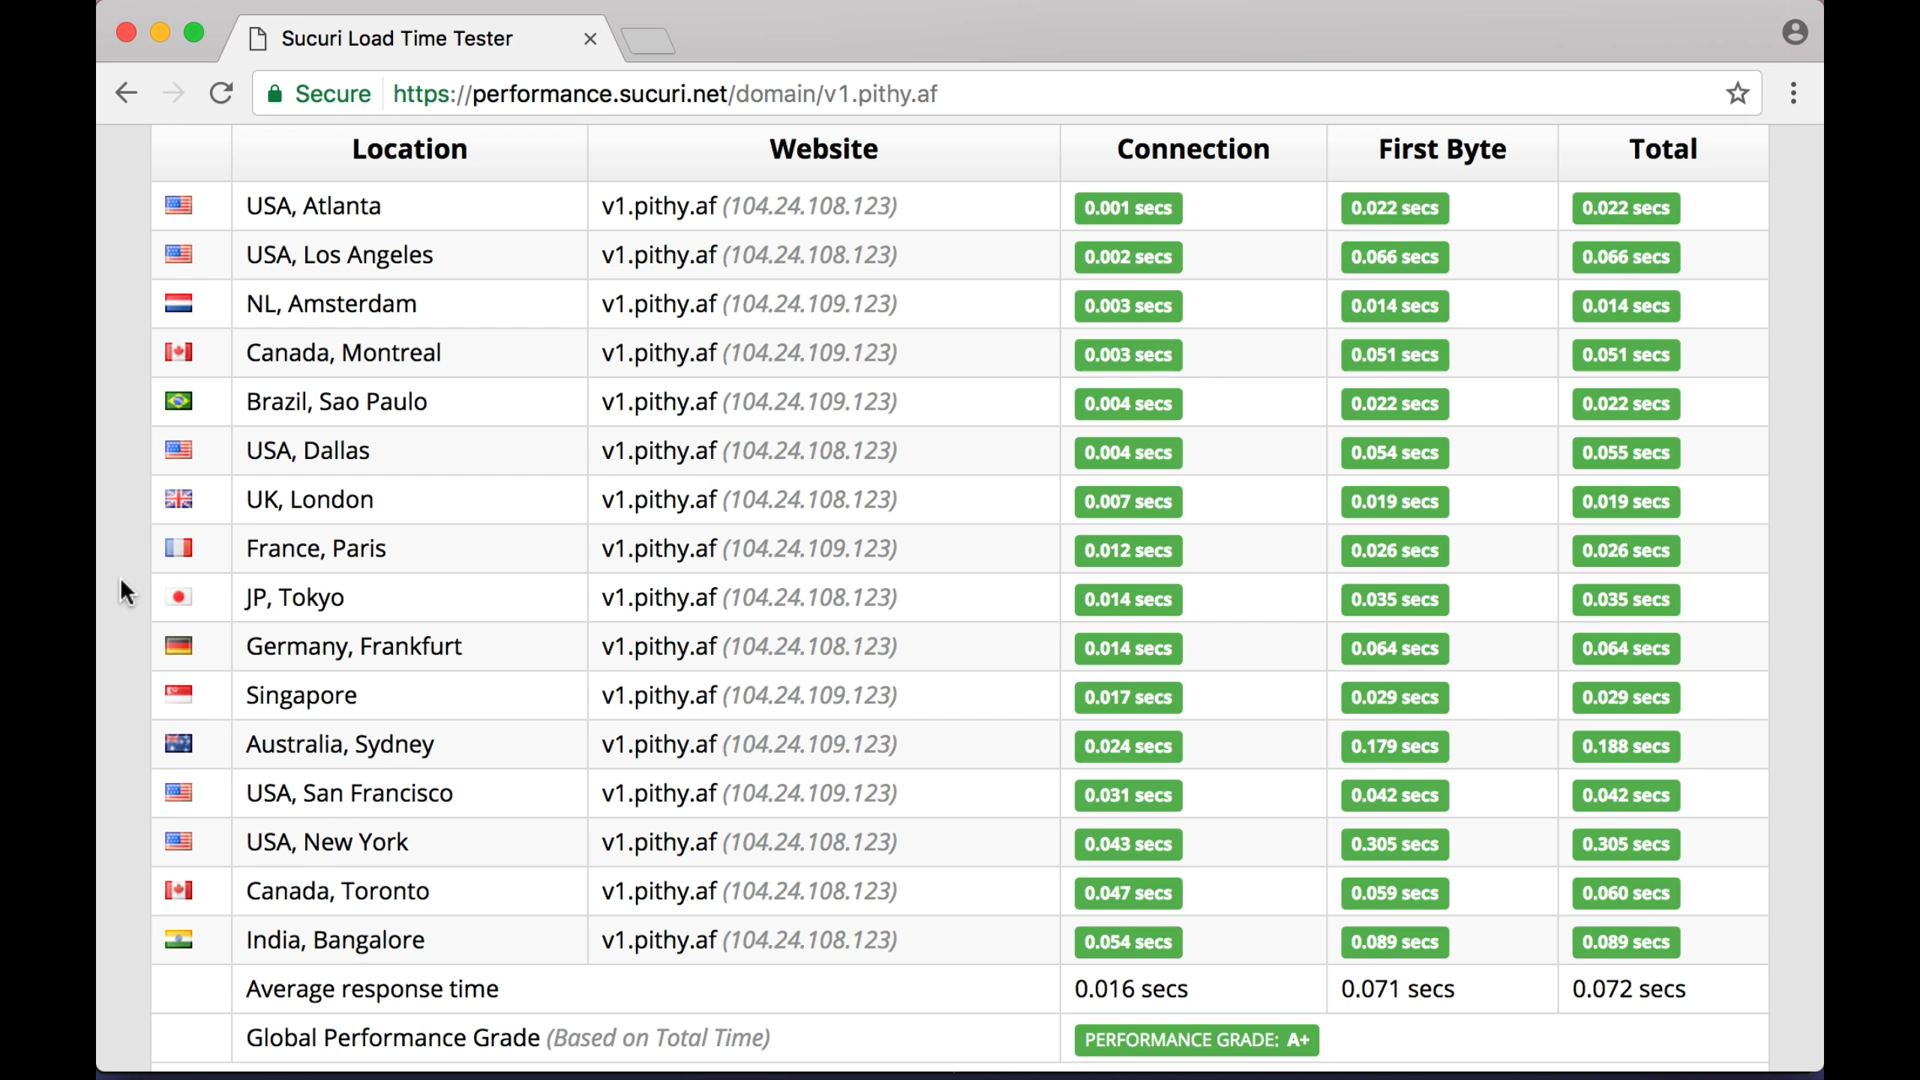 Sucuri Load Time Tester
Secure https://performance.sucuri.net/domain/v1.pithy.af
Location Website Connection First Byte Total
USA, Atlanta v1.pithy.af (104.24.108.123) 0.001 secs 0.022 secs 0.022 secs
USA, Los Angeles v1.pithy.af (104.24.108.123) 0.002 secs 0.066 secs 0.066 secs
NL, Amsterdam v1.pithy.af (104.24.109.123) 0.003 secs 0.014 secs 0.014 secs
Canada, Montreal v1.pithy.af (104.24.109.123) 0.003 secs 0.051 secs 0.051 secs
Brazil, Sao Paulo v1.pithy.af (104.24.109.123) 0.004 secs 0.022 secs 0.022 secs
USA, Dallas v1.pithy.af (104.24.108.123) 0.004 secs 0.054 secs 0.055 secs
UK, London v1.pithy.af (104.24.108.123) 0.007 secs 0.019 secs 0.019 secs
France, Paris v1.pithy.af (104.24.109.123) 0.012 secs 0.026 secs 0.026 secs
JP, Tokyo v1.pithy.af (104.24.108.123) 0.014 secs 0.035 secs 0.035 secs
Germany, Frankfurt v1.pithy.af (104.24.108.123) 0.014 secs 0.064 secs 0.064 secs
Singapore v1.pithy.af (104.24.109.123) 0.017 secs 0.029 secs 0.029 secs
Australia, Sydney v1.pithy.af (104.24.109.123) 0.024 secs 0.179 secs 0.188 secs
USA, San Francisco v1.pithy.af (104.24.109.123) 0.031 secs 0.042 secs 0.042 secs
USA, New York v1.pithy.af (104.24.108.123) 0.043 secs 0.305 secs 0.305 secs
Canada, Toronto v1.pithy.af (104.24.108.123) 0.047 secs 0.059 secs 0.060 secs
India, Bangalore v1.pithy.af (104.24.108.123) 0.054 secs 0.089 secs 0.089 secs
Average response time 0.016 secs 0.071 secs 0.072 secs
Global Performance Grade (Based on Total Time) PERFORMANCE GRADE: A+